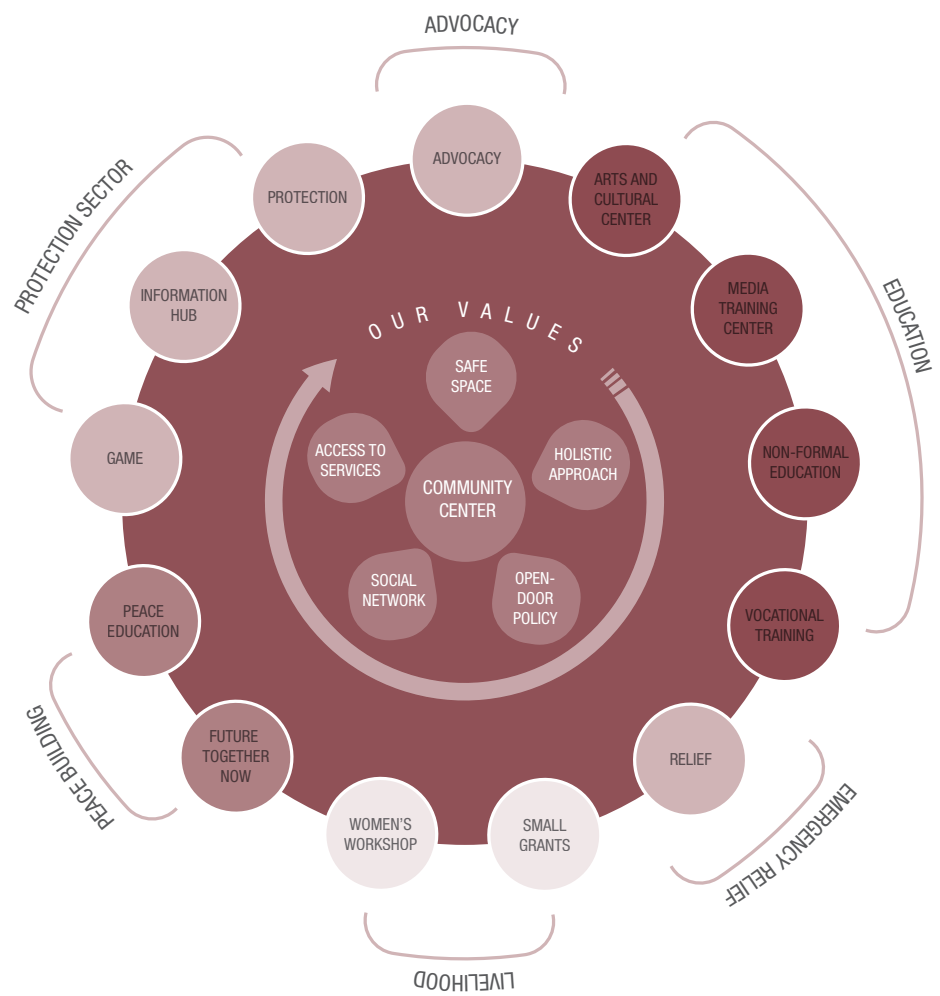 ADVOCACY
ADVOCACY
PROTECTION
ARTS AND
CULTURAL
CENTER
PROTECTION SECTOR
INFORMATION
HUB
MEDIA
TRAINING
CENTER
EDUCATION
OUR VALUES
SAFE
SPACE
ACCESS TO
SERVICES
HOLISTIC
APPROACH
COMMUNITY
CENTER
SOCIAL
NETWORK
OPEN-
DOOR
POLICY
GAME
NON-FORMAL
EDUCATION
PEACE
EDUCATION
VOCATIONAL
TRAINING
PEACE BUILDING
FUTURE
TOGETHER
NOW
RELIEF
EMERGENCY RELIEF
WOMEN'S
WORKSHOP
SMALL
GRANTS
LIVELIHOOD